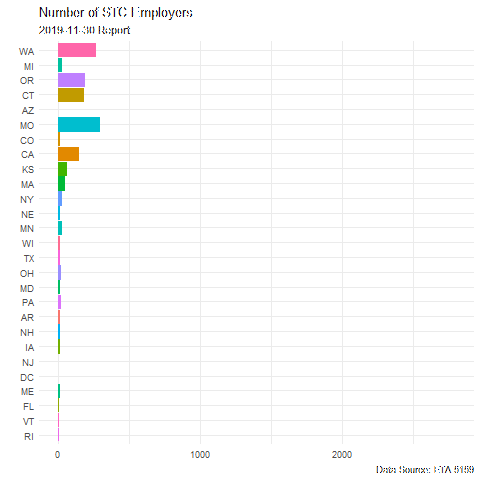 Number of STC Employers
2019-11-30 Report
WA
MI
OR
CT
AZ
MO
CO
CA
KS
MA
NY
NE
MN
WI
TX
OH
MD
PA
AR
NH
IA
NJ
DC
ME
FL
VT
RI
0 1000 2000
Data Source: ETA 5159